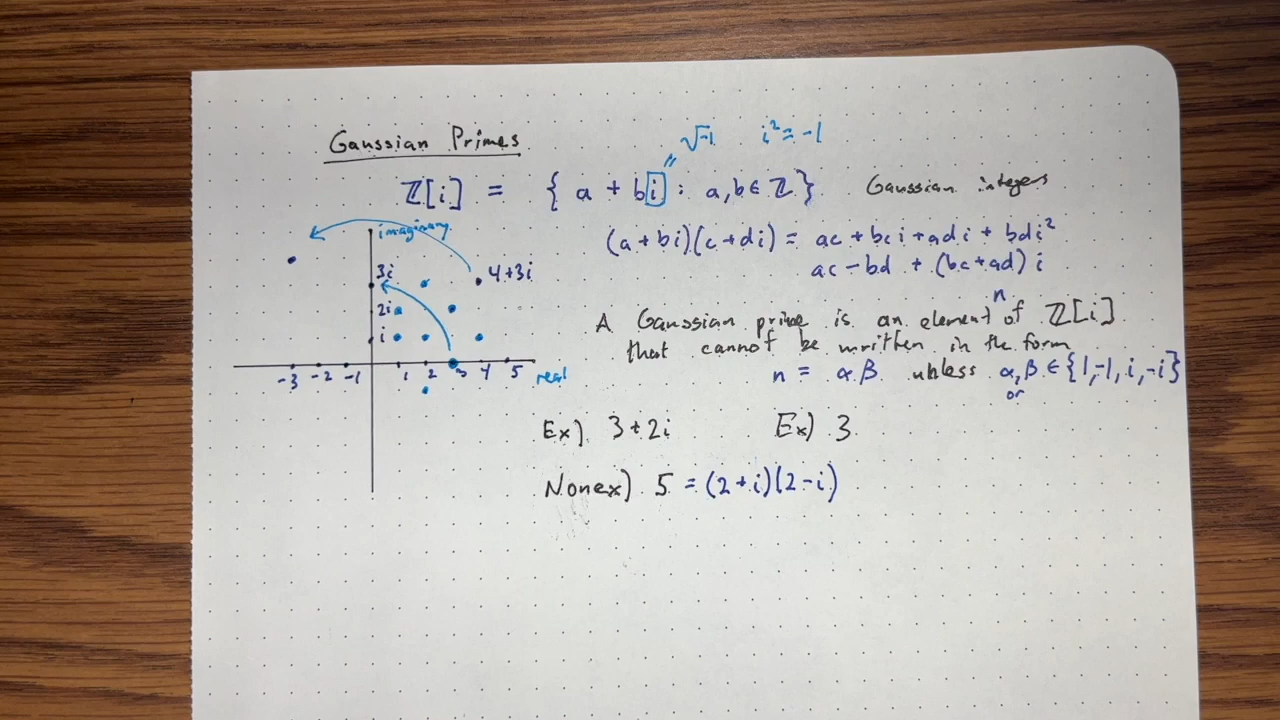 Gaussian Primes
√-1 i² = -1
ℤ[i] = { a + bi : a, b ∈ ℤ } Gaussian integers
imaginary
(a + bi)(c + di) = ac + bci + adi + bdi²
ac - bd + (bc + ad) i
3i
4+3i
2i
i
-3 -2 -1 1 2 3 4 5 real
A Gaussian prime is an element n of ℤ[i]
that cannot be written in the form
n = αβ unless α, β ∈ {1, -1, i, -i}
or
Ex) 3 + 2i Ex) 3
Nonex) 5 = (2 + i)(2 - i)